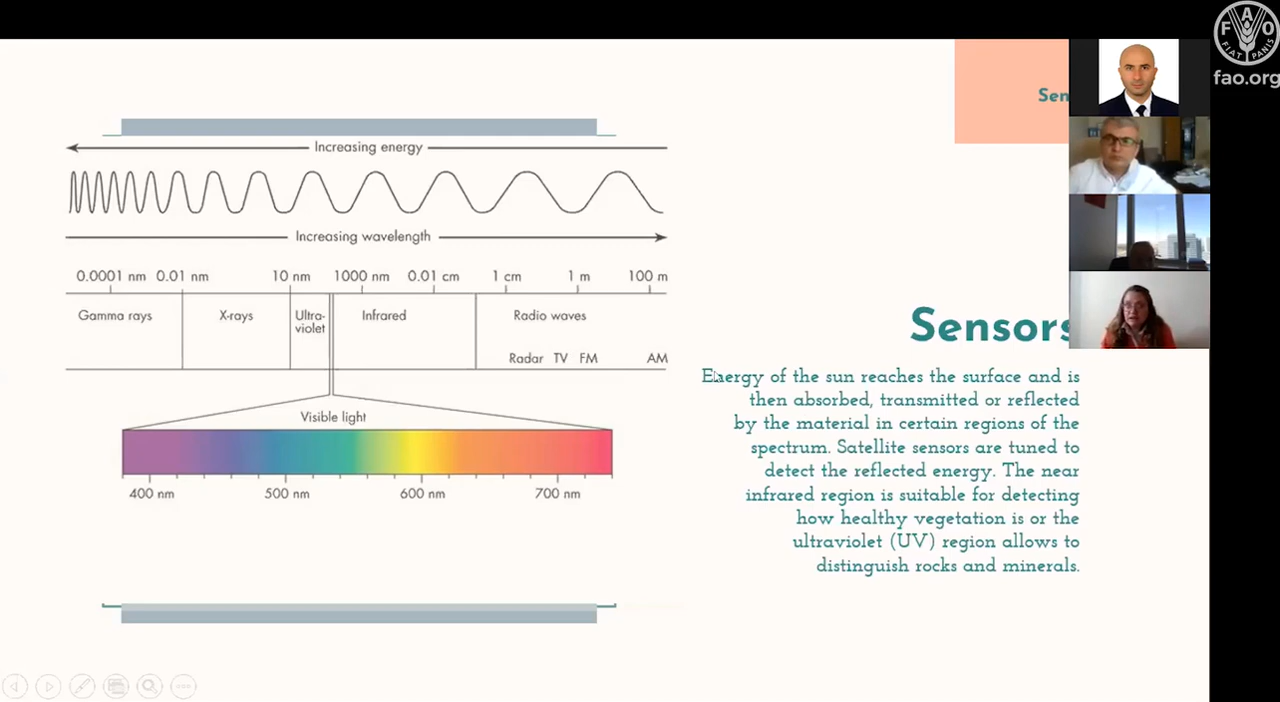 FAO
FIAT PANIS
fao.org
Increasing energy
Increasing wavelength
0.0001 nm 0.01 nm 10 nm 1000 nm 0.01 cm 1 cm 1 m 100 m
Gamma rays X-rays Ultra- Infrared Radio waves
violet
Radar TV FM AM
Visible light
400 nm 500 nm 600 nm 700 nm
Sen
Sensors
Energy of the sun reaches the surface and is
then absorbed, transmitted or reflected
by the material in certain regions of the
spectrum. Satellite sensors are tuned to
detect the reflected energy. The near
infrared region is suitable for detecting
how healthy vegetation is or the
ultraviolet (UV) region allows to
distinguish rocks and minerals.